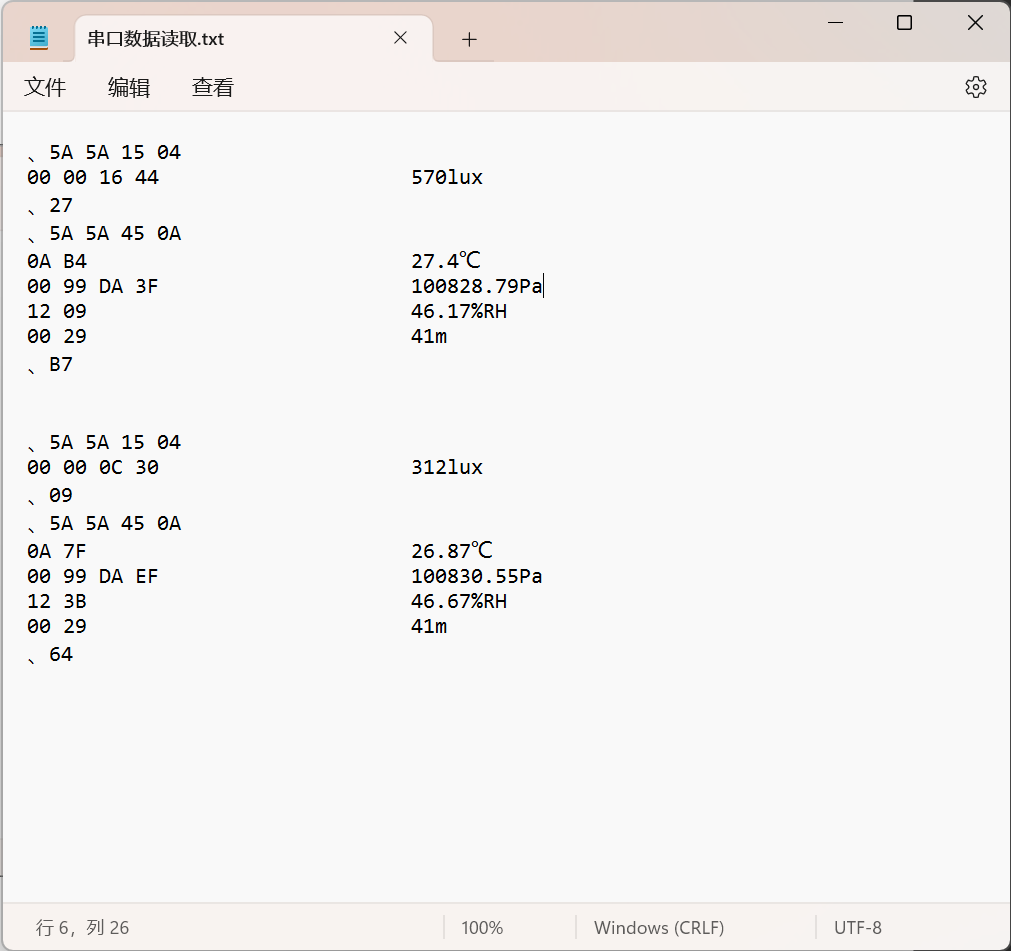 串口数据读取.txt
文件 编辑 查看
、5A 5A 15 04
00 00 16 44 570lux
、27
、5A 5A 45 0A
0A B4 27.4℃
00 99 DA 3F 100828.79Pa
12 09 46.17%RH
00 29 41m
、B7
、5A 5A 15 04
00 00 0C 30 312lux
、09
、5A 5A 45 0A
0A 7F 26.87℃
00 99 DA EF 100830.55Pa
12 3B 46.67%RH
00 29 41m
、64
行 6，列 26 100% Windows (CRLF) UTF-8